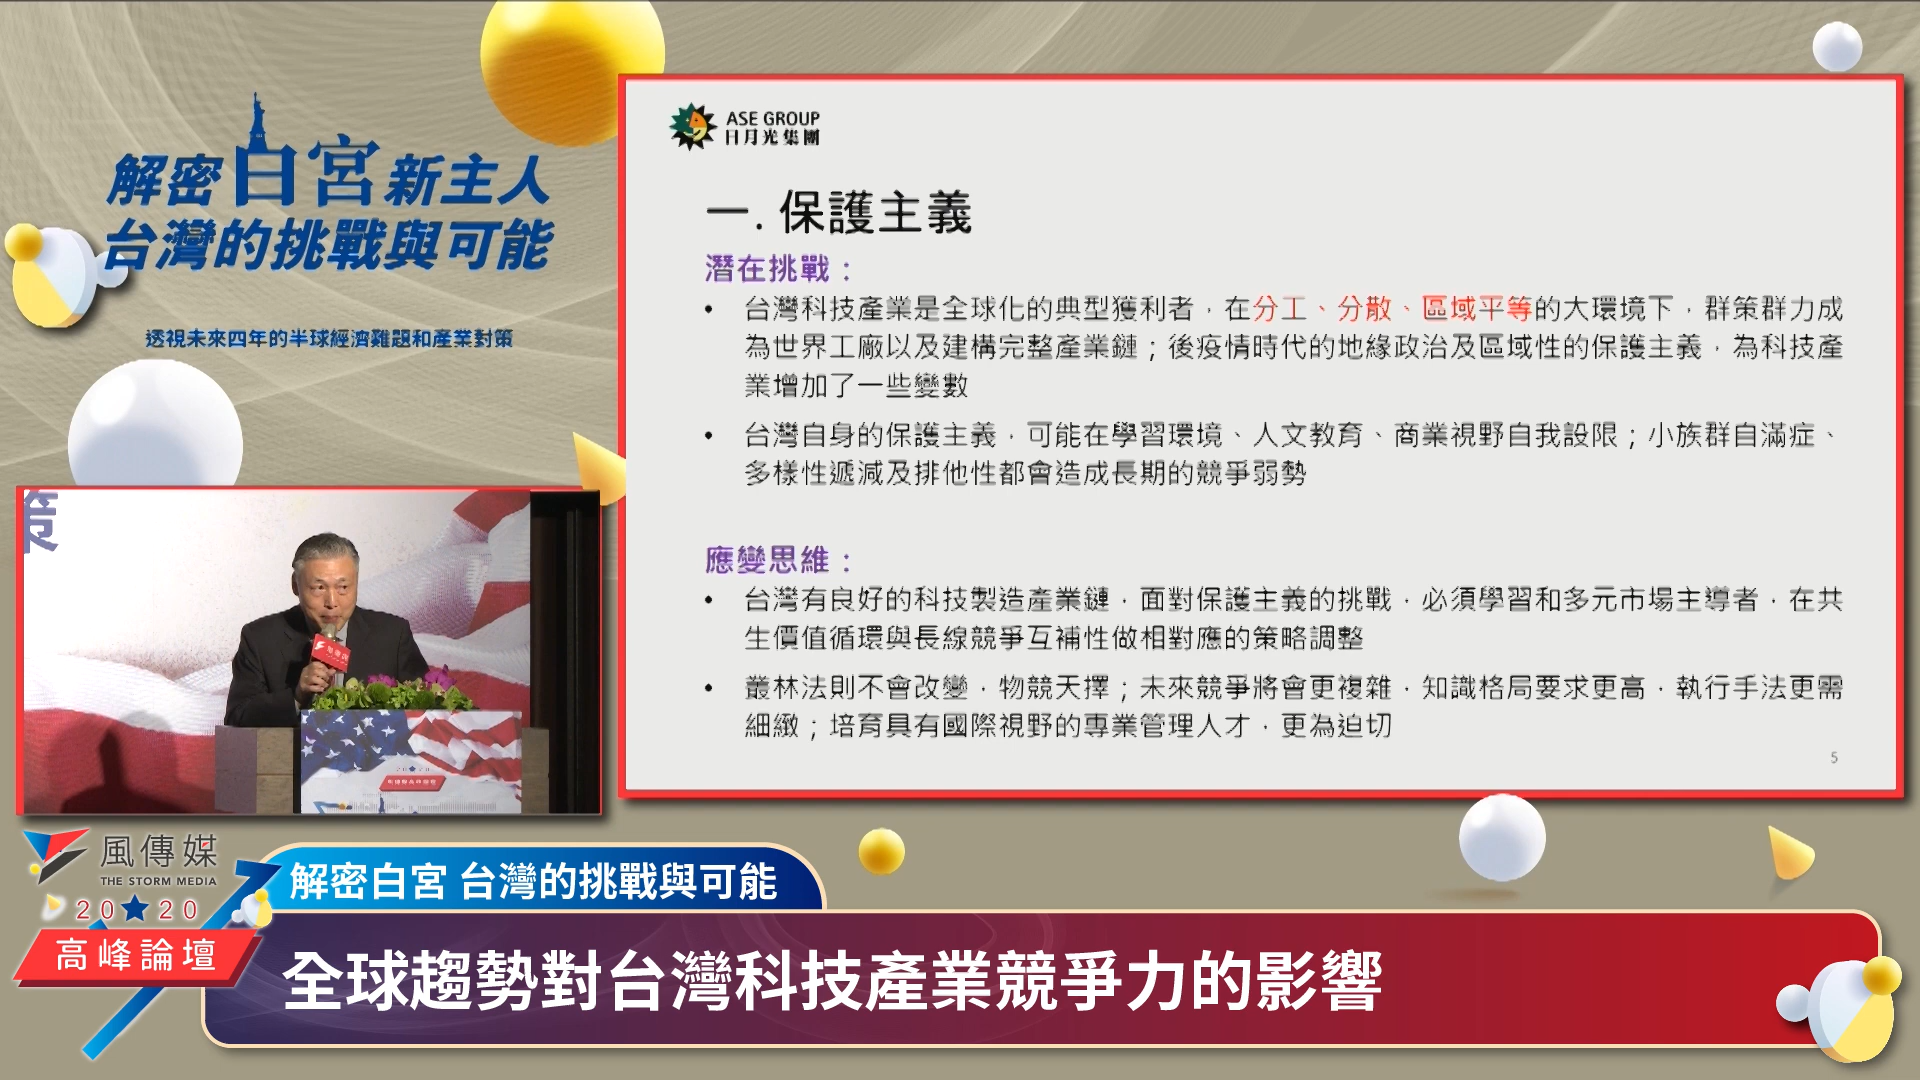 解密白宮新主人
台灣的挑戰與可能
透視未來四年的半球經濟難題和產業對策
ASE GROUP
日月光集團
一. 保護主義
潛在挑戰：
• 台灣科技產業是全球化的典型獲利者，在分工、分散、區域平等的大環境下，群策群力成
為世界工廠以及建構完整產業鏈；後疫情時代的地緣政治及區域性的保護主義，為科技產
業增加了一些變數
• 台灣自身的保護主義，可能在學習環境、人文教育、商業視野自我設限；小族群自滿症、
多樣性遞減及排他性都會造成長期的競爭弱勢
應變思維：
• 台灣有良好的科技製造產業鏈，面對保護主義的挑戰，必須學習和多元市場主導者，在共
生價值循環與長線競爭互補性做相對應的策略調整
• 叢林法則不會改變，物競天擇；未來競爭將會更複雜，知識格局要求更高，執行手法更需
細緻；培育具有國際視野的專業管理人才，更為迫切
5
策
風傳媒
風傳媒
THE STORM MEDIA
20★20
高峰論壇
解密白宮 台灣的挑戰與可能
全球趨勢對台灣科技產業競爭力的影響